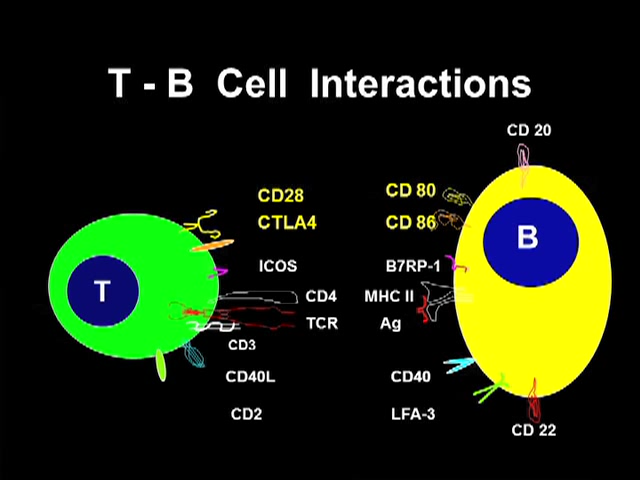 T - B Cell Interactions
CD 20
CD28
CD 80
CTLA4
CD 86
B
ICOS
B7RP-1
T
CD4
MHC II
TCR
Ag
CD3
CD40L
CD40
CD2
LFA-3
CD 22